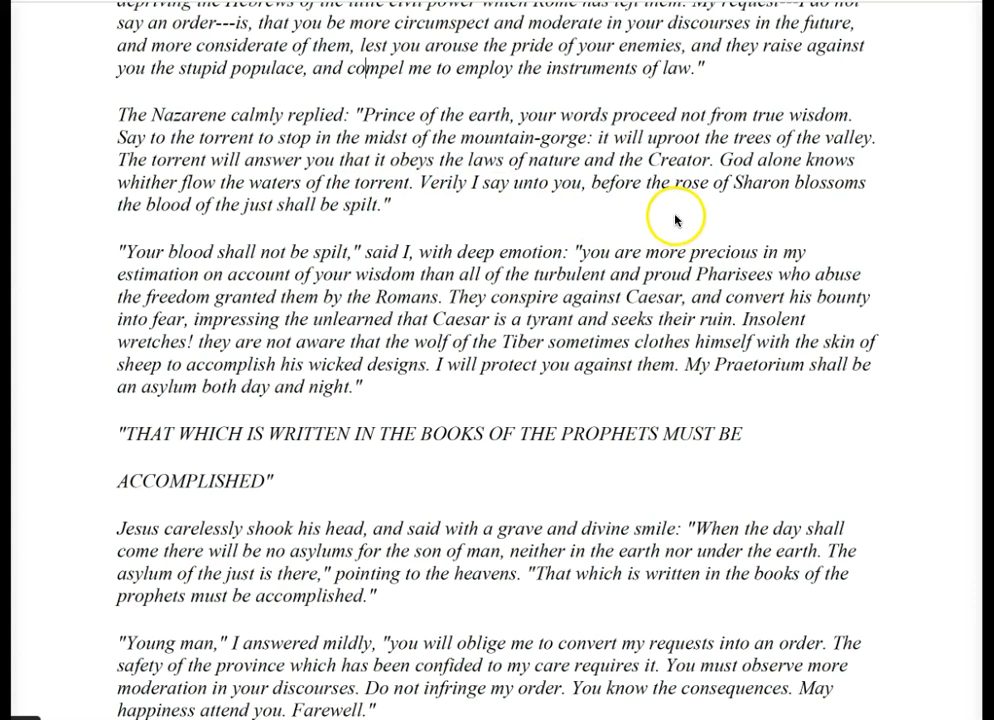 depriving the Hebrews of the little civil power which Rome has left them. My request---I do not
say an order---is, that you be more circumspect and moderate in your discourses in the future,
and more considerate of them, lest you arouse the pride of your enemies, and they raise against
you the stupid populace, and compel me to employ the instruments of law."
The Nazarene calmly replied: "Prince of the earth, your words proceed not from true wisdom.
Say to the torrent to stop in the midst of the mountain-gorge: it will uproot the trees of the valley.
The torrent will answer you that it obeys the laws of nature and the Creator. God alone knows
whither flow the waters of the torrent. Verily I say unto you, before the rose of Sharon blossoms
the blood of the just shall be spilt."
"Your blood shall not be spilt," said I, with deep emotion: "you are more precious in my
estimation on account of your wisdom than all of the turbulent and proud Pharisees who abuse
the freedom granted them by the Romans. They conspire against Caesar, and convert his bounty
into fear, impressing the unlearned that Caesar is a tyrant and seeks their ruin. Insolent
wretches! they are not aware that the wolf of the Tiber sometimes clothes himself with the skin of
sheep to accomplish his wicked designs. I will protect you against them. My Praetorium shall be
an asylum both day and night."
"THAT WHICH IS WRITTEN IN THE BOOKS OF THE PROPHETS MUST BE
ACCOMPLISHED"
Jesus carelessly shook his head, and said with a grave and divine smile: "When the day shall
come there will be no asylums for the son of man, neither in the earth nor under the earth. The
asylum of the just is there," pointing to the heavens. "That which is written in the books of the
prophets must be accomplished."
"Young man," I answered mildly, "you will oblige me to convert my requests into an order. The
safety of the province which has been confided to my care requires it. You must observe more
moderation in your discourses. Do not infringe my order. You know the consequences. May
happiness attend you. Farewell."